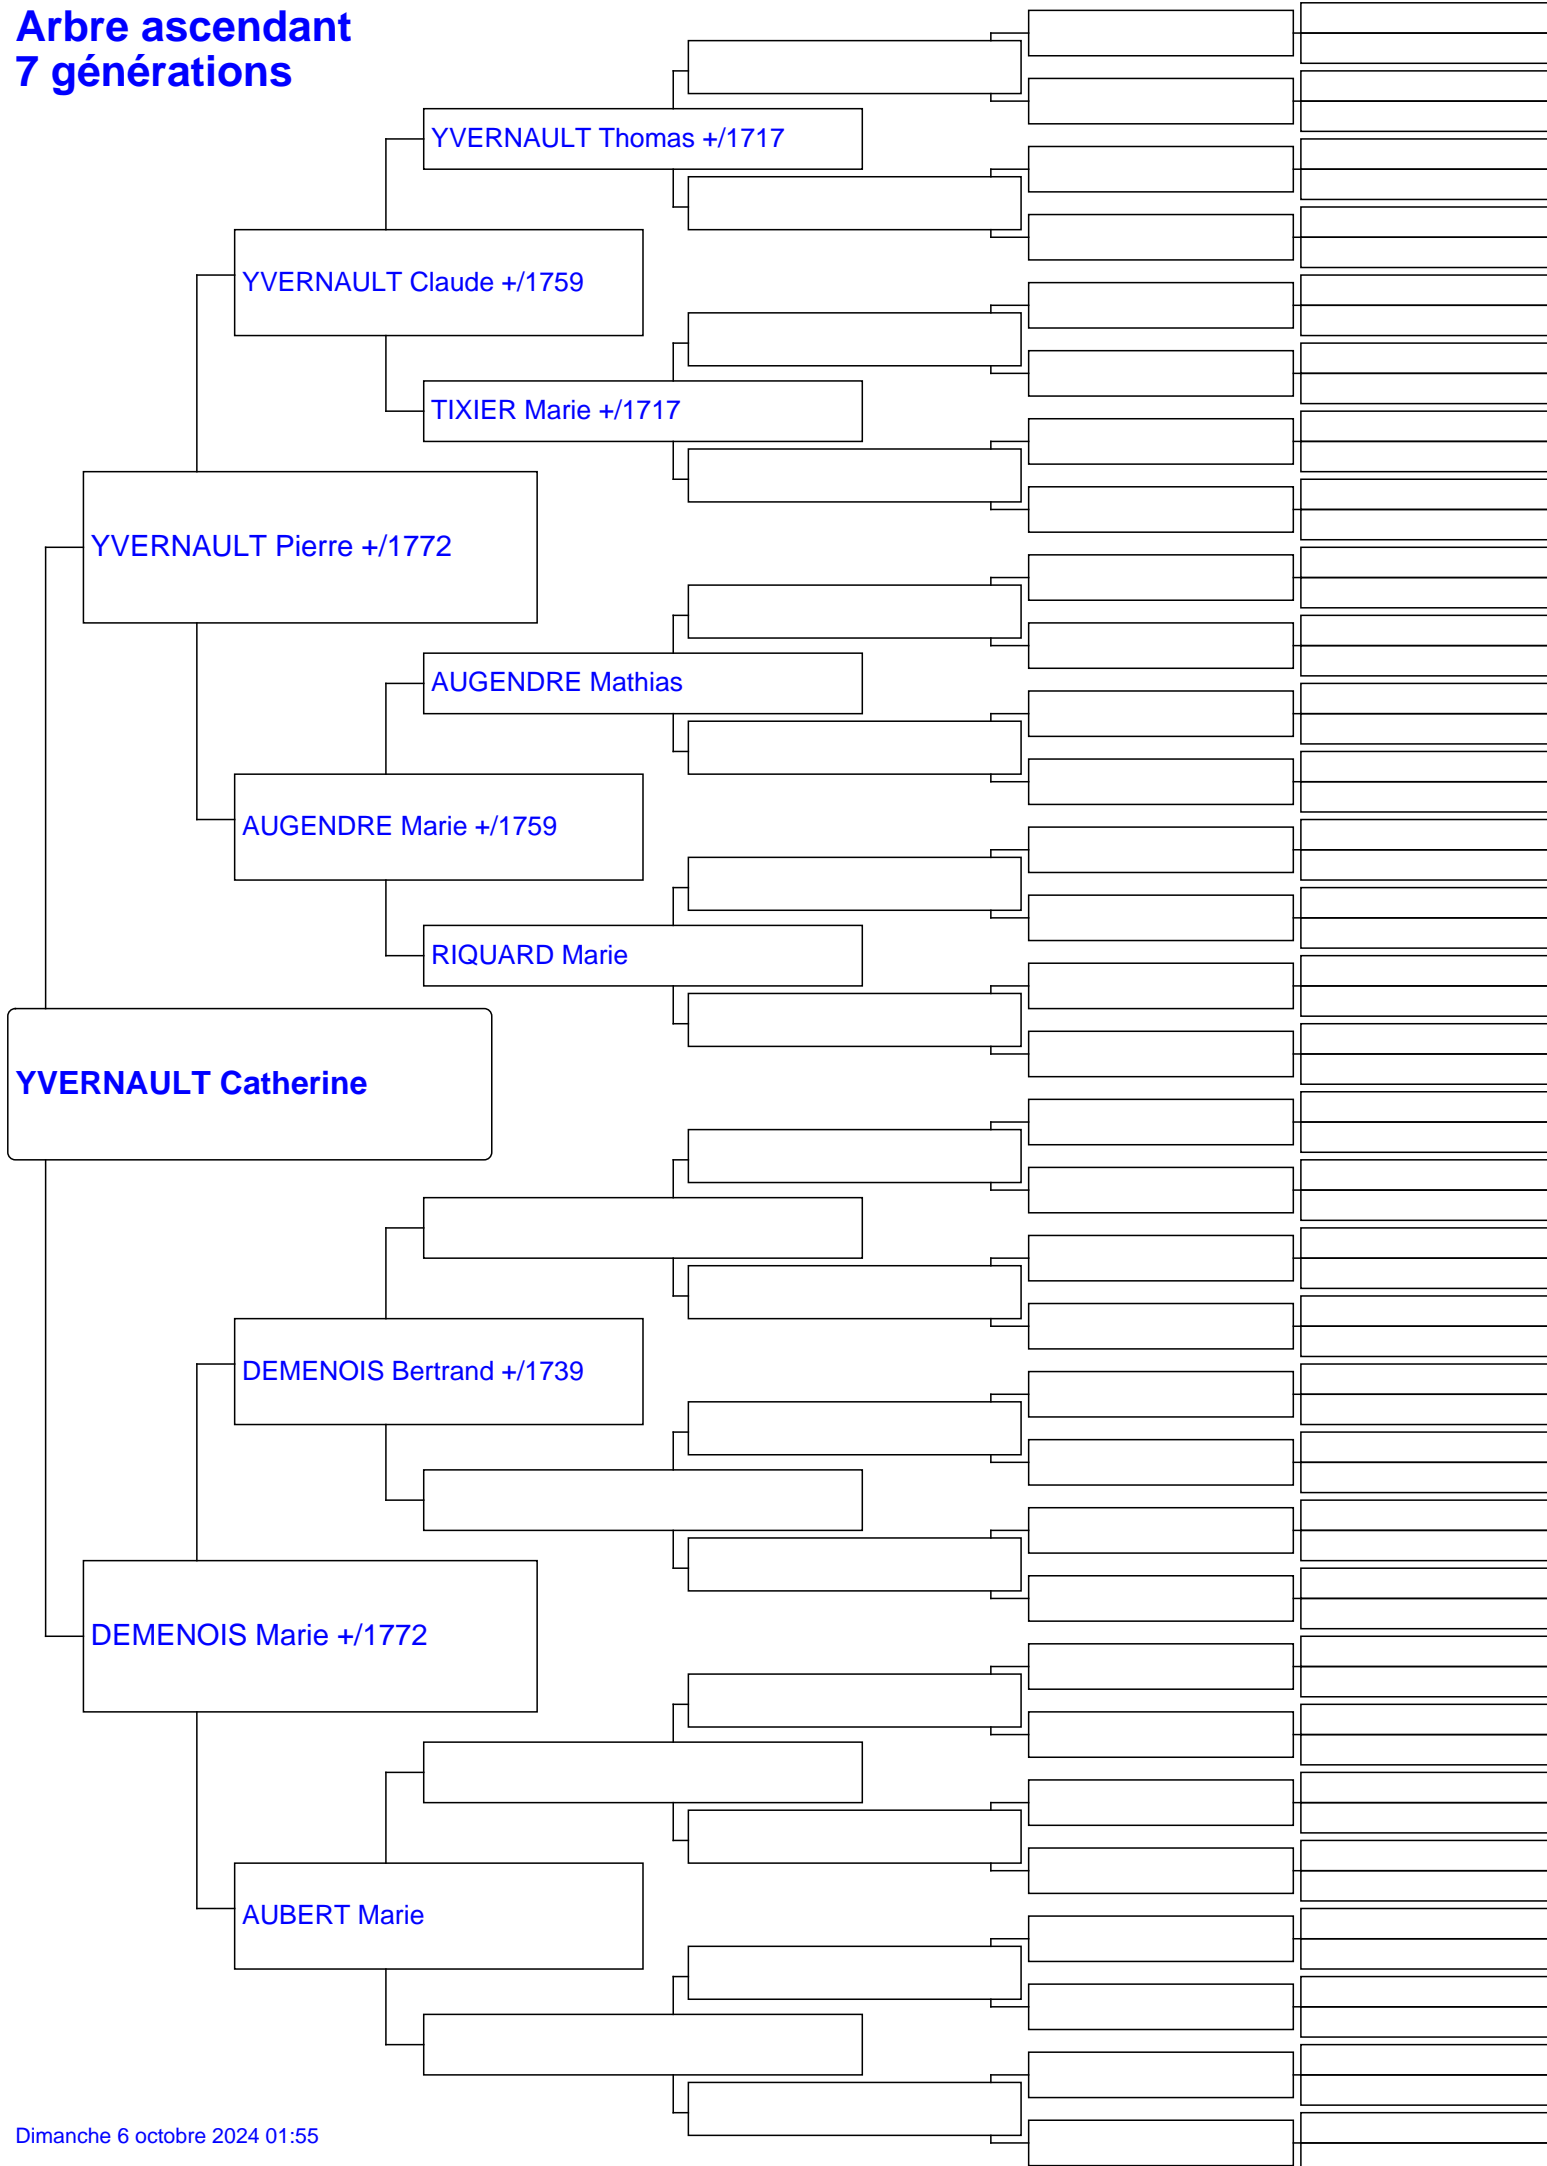 Arbre ascendant
7 générations
YVERNAULT Thomas +/1717
YVERNAULT Claude +/1759
TIXIER Marie +/1717
YVERNAULT Pierre +/1772
AUGENDRE Mathias
AUGENDRE Marie +/1759
RIQUARD Marie
YVERNAULT Catherine
DEMENOIS Bertrand +/1739
DEMENOIS Marie +/1772
AUBERT Marie
Dimanche 6 octobre 2024 01:55